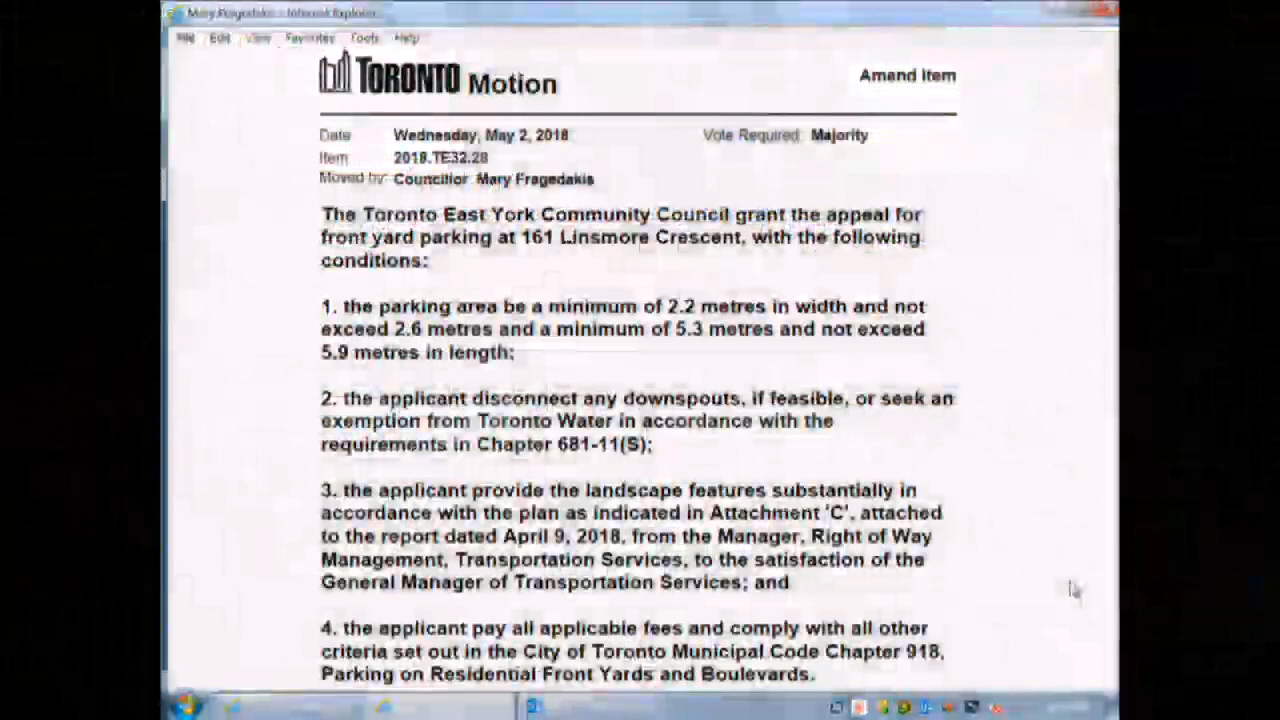 Mary Fragedakis - Internet Explorer
File Edit View Favorites Tools Help
TORONTO Motion
Amend Item
Date Wednesday, May 2, 2018
Vote Required: Majority
Item 2018.TE32.28
Moved by: Councillor Mary Fragedakis
The Toronto East York Community Council grant the appeal for
front yard parking at 161 Linsmore Crescent, with the following
conditions:
1. the parking area be a minimum of 2.2 metres in width and not
exceed 2.6 metres and a minimum of 5.3 metres and not exceed
5.9 metres in length;
2. the applicant disconnect any downspouts, if feasible, or seek an
exemption from Toronto Water in accordance with the
requirements in Chapter 681-11(S);
3. the applicant provide the landscape features substantially in
accordance with the plan as indicated in Attachment 'C', attached
to the report dated April 9, 2018, from the Manager, Right of Way
Management, Transportation Services, to the satisfaction of the
General Manager of Transportation Services; and
4. the applicant pay all applicable fees and comply with all other
criteria set out in the City of Toronto Municipal Code Chapter 918,
Parking on Residential Front Yards and Boulevards.